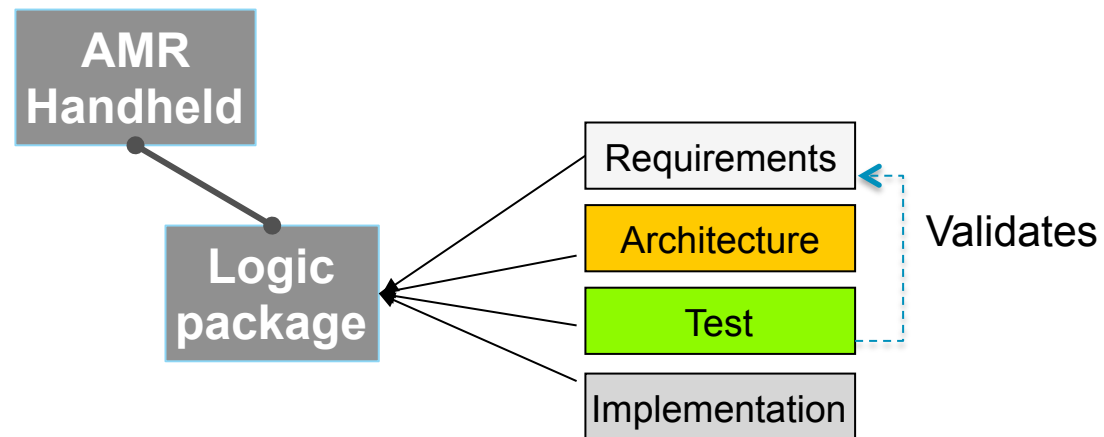 AMR
Handheld
Logic
package
Requirements
Architecture
Test
Implementation
Validates